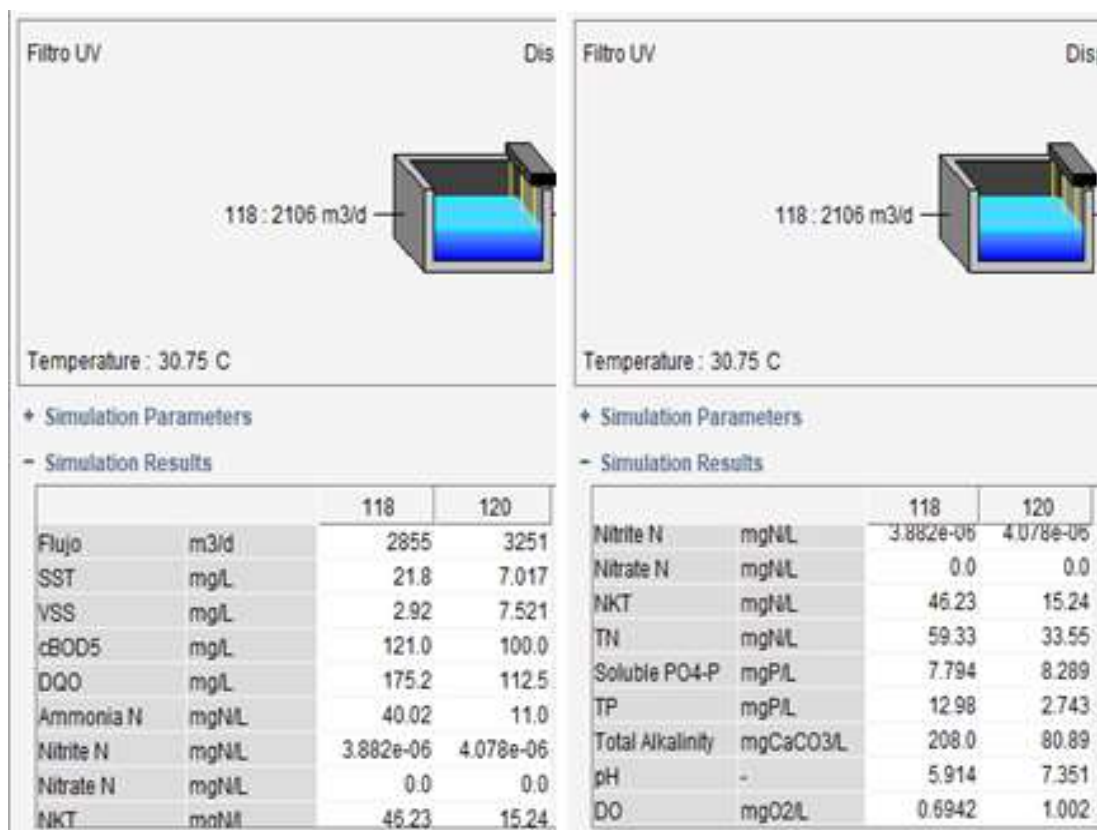 Filtro UV Dis
118 : 2106 m3/d
Temperature : 30.75 C
+ Simulation Parameters
- Simulation Results
118 120
Flujo m3/d 2855 3251
SST mg/L 21.8 7.017
VSS mg/L 2.92 7.521
cBOD5 mg/L 121.0 100.0
DQO mg/L 175.2 112.5
Ammonia N mgN/L 40.02 11.0
Nitrite N mgN/L 3.882e-06 4.078e-06
Nitrate N mgN/L 0.0 0.0
NKT mgN/L 46.23 15.24
Filtro UV Dis
118 : 2106 m3/d
Temperature : 30.75 C
+ Simulation Parameters
- Simulation Results
118 120
Nitrite N mgN/L 3.882e-06 4.078e-06
Nitrate N mgN/L 0.0 0.0
NKT mgN/L 46.23 15.24
TN mgN/L 59.33 33.55
Soluble PO4-P mgP/L 7.794 8.289
TP mgP/L 12.98 2.743
Total Alkalinity mgCaCO3/L 208.0 80.89
pH - 5.914 7.351
DO mgO2/L 0.6942 1.002